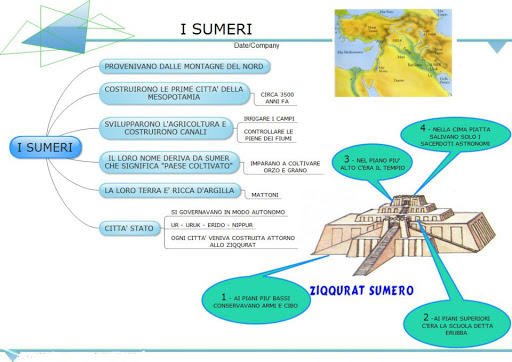 I SUMERI
Date/Company
PROVENIVANO DALLE MONTAGNE DEL NORD
COSTRUIRONO LE PRIME CITTA' DELLA
MESOPOTAMIA
CIRCA 3500
ANNI FA
SVILUPPARONO L'AGRICOLTURA E
COSTRUIRONO CANALI
IRRIGARE I CAMPI
CONTROLLARE LE
PIENE DEI FIUMI
I SUMERI
IL LORO NOME DERIVA DA SUMER
CHE SIGNIFICA "PAESE COLTIVATO"
IMPARANO A COLTIVARE
ORZO E GRANO
LA LORO TERRA E' RICCA D'ARGILLA
MATTONI
CITTA' STATO
SI GOVERNAVANO IN MODO AUTONOMO
UR - URUK - ERIDO - NIPPUR
OGNI CITTA' VENIVA COSTRUITA ATTORNO
ALLO ZIQQURAT
4 - NELLA CIMA PIATTA
SALIVANO SOLO I
SACERDOTI ASTRONOMI
3 - NEL PIANO PIU'
ALTO C'ERA IL TEMPIO
ZIQQURAT SUMERO
1 - AI PIANI PIU' BASSI
CONSERVAVANO ARMI E CIBO
2 -AI PIANI SUPERIORI
C'ERA LA SCUOLA DETTA
ERUBBA